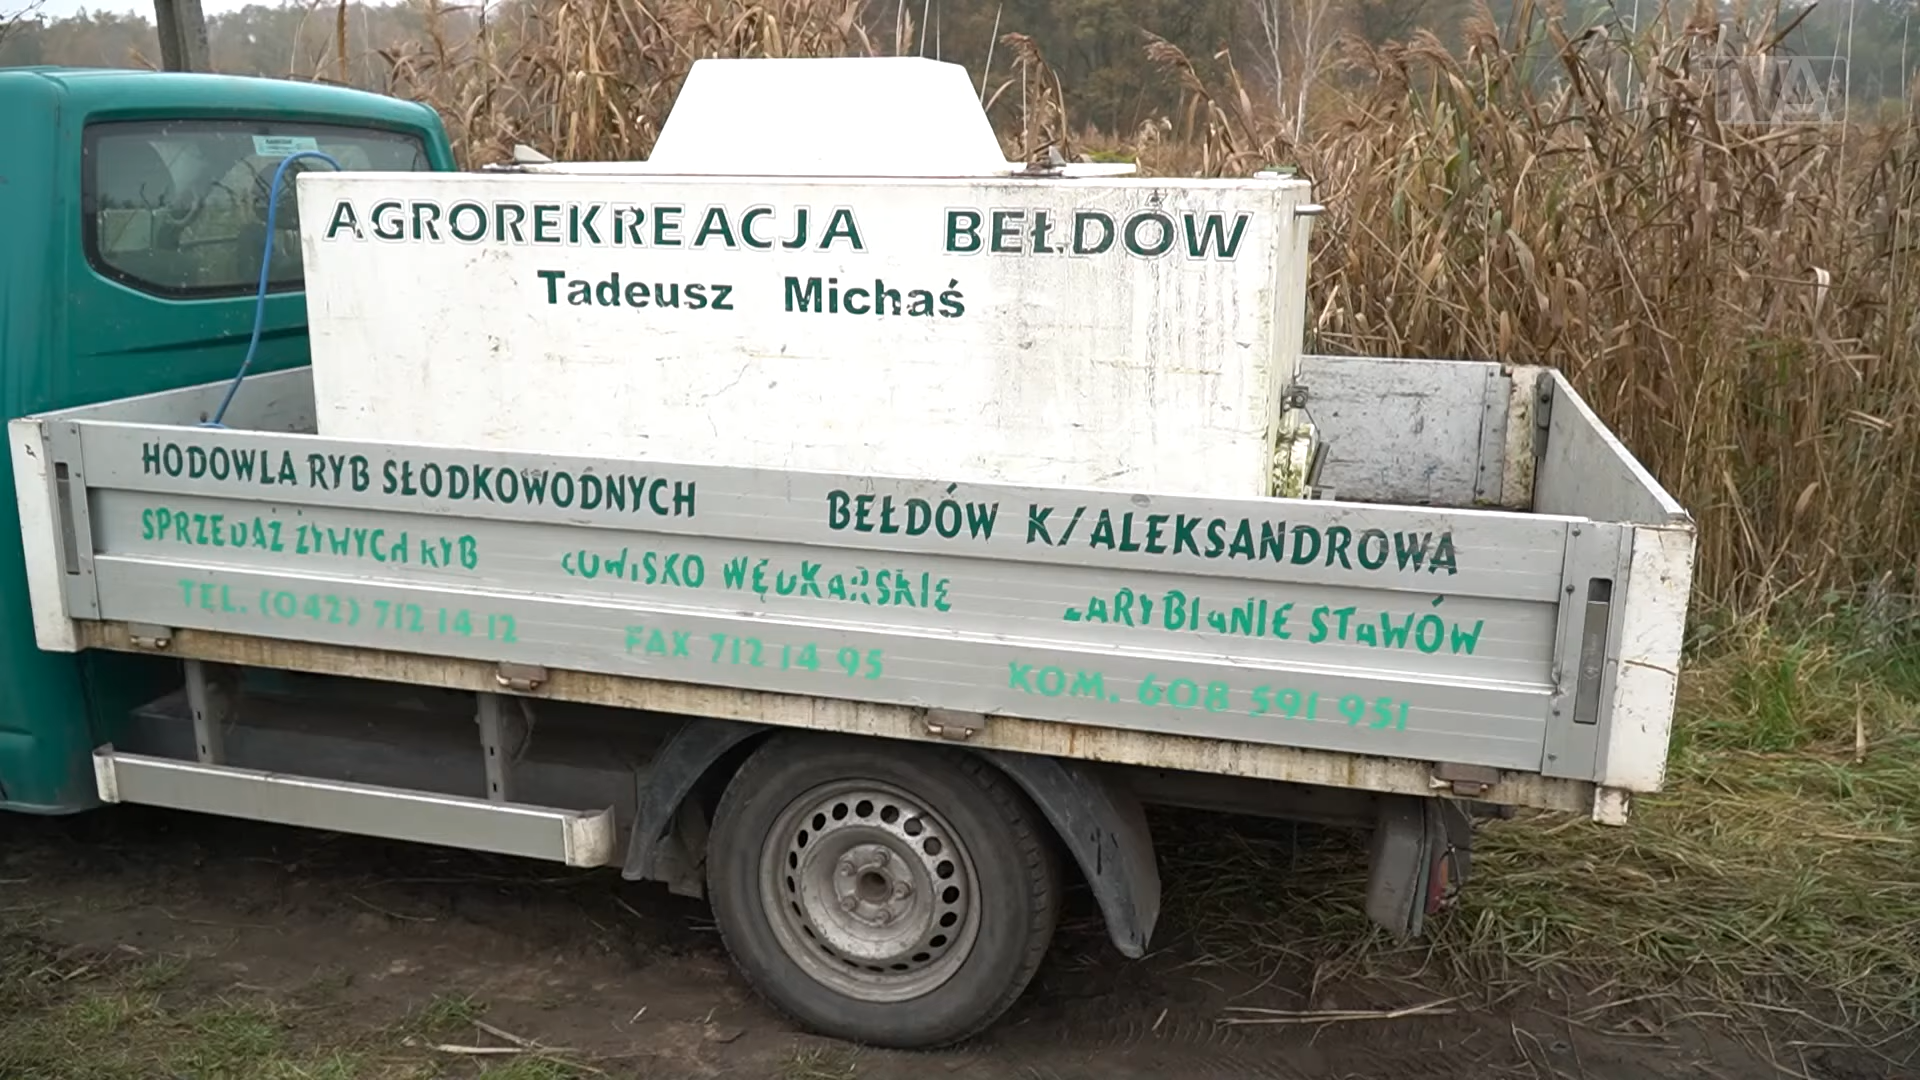 TVA
AGROREKREACJA BEŁDÓW
Tadeusz Michaś
HODOWLA RYB SŁODKOWODNYCH BEŁDÓW K/ALEKSANDROWA
SPRZEDAŻ ŻYWYCH RYB ŁOWISKO WĘDKARSKIE ZARYBIANIE STAWÓW
TEL. (042) 712 14 12 FAX 712 14 95 KOM. 608 591 951